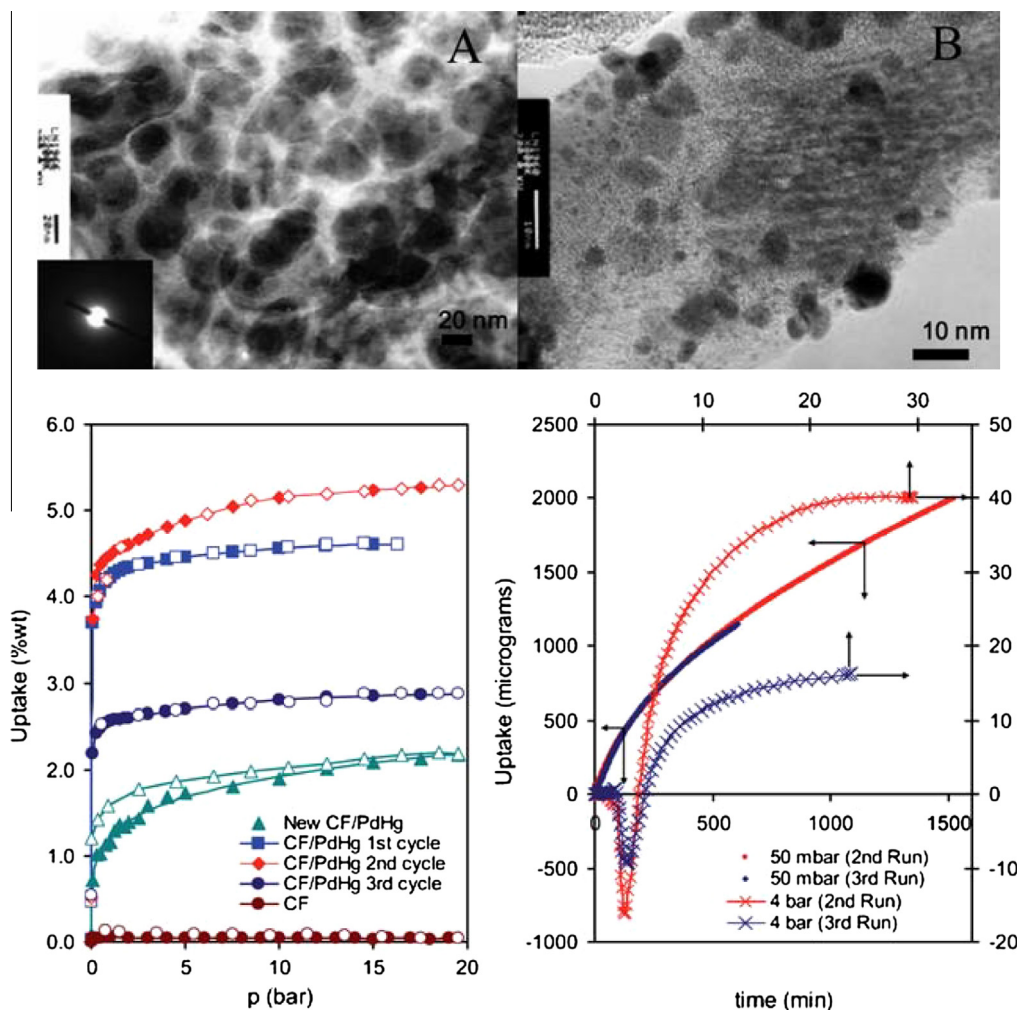 A
B
20 nm
10 nm
6.0
5.0
4.0
3.0
2.0
1.0
0.0
Uptake (%wt)
0
5
10
15
20
p (bar)
New CF/PdHg
CF/PdHg 1st cycle
CF/PdHg 2nd cycle
CF/PdHg 3rd cycle
CF
0
10
20
30
2500
2000
1500
1000
500
0
-500
-1000
Uptake (micrograms)
50
40
30
20
10
0
-10
-20
0
500
1000
1500
time (min)
50 mbar (2nd Run)
50 mbar (3rd Run)
4 bar (2nd Run)
4 bar (3rd Run)